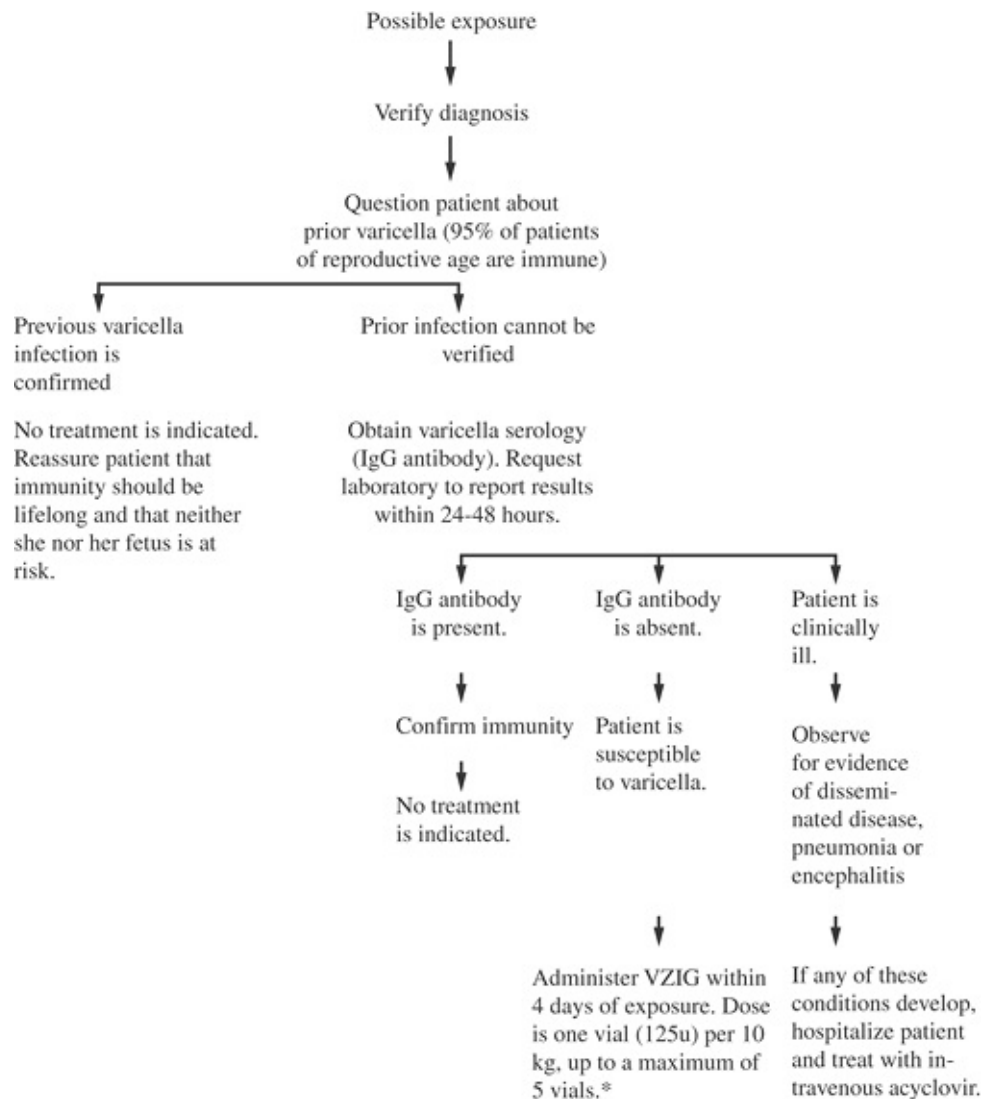 Possible exposure
Verify diagnosis
Question patient about
prior varicella (95% of patients
of reproductive age are immune)
Previous varicella
infection is
confirmed
Prior infection cannot be
verified
No treatment is indicated.
Reassure patient that
immunity should be
lifelong and that neither
she nor her fetus is at
risk.
Obtain varicella serology
(IgG antibody). Request
laboratory to report results
within 24-48 hours.
IgG antibody
is present.
IgG antibody
is absent.
Patient is
clinically
ill.
Confirm immunity
Patient is
susceptible
to varicella.
Observe
for evidence
of dissemi-
nated disease,
pneumonia or
encephalitis
No treatment
is indicated.
Administer VZIG within
4 days of exposure. Dose
is one vial (125u) per 10
kg, up to a maximum of
5 vials.*
If any of these
conditions develop,
hospitalize patient
and treat with in-
travenous acyclovir.